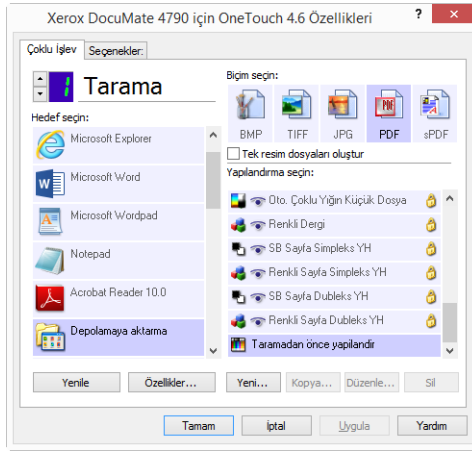 Xerox DocuMate 4790 için OneTouch 4.6 Özellikleri
Çoklu İşlev
Seçenekler:
1
Tarama
Hedef seçin:
Microsoft Explorer
Microsoft Word
Microsoft Wordpad
Notepad
Acrobat Reader 10.0
Depolamaya aktarma
Biçim seçin:
BMP
TIFF
JPG
PDF
sPDF
Tek resim dosyaları oluştur
Yapılandırma seçin:
Oto. Çoklu Yığın Küçük Dosya
Renkli Dergi
SB Sayfa Simpleks YH
Renkli Sayfa Simpleks YH
SB Sayfa Dubleks YH
Renkli Sayfa Dubleks YH
Taramadan önce yapilandir
Yenile
Özellikler...
Yeni...
Kopya...
Düzenle...
Sil
Tamam
İptal
Uygula
Yardım